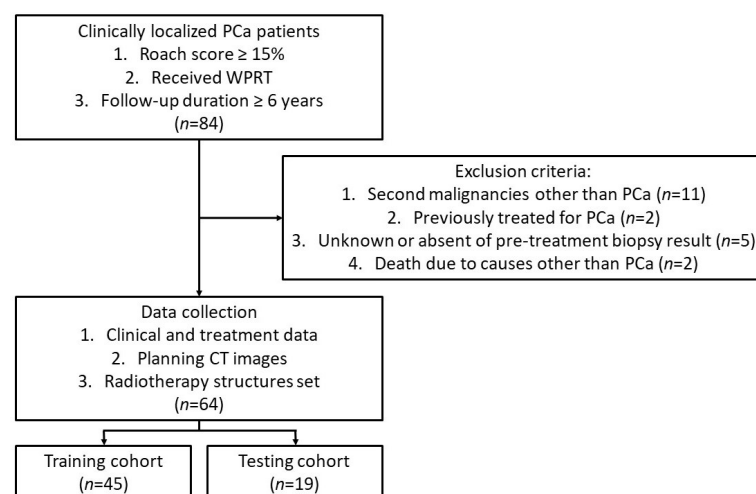 Clinically localized PCa patients
1. Roach score ≥ 15%
2. Received WPRT
3. Follow-up duration ≥ 6 years
(n=84)
Exclusion criteria:
1. Second malignancies other than PCa (n=11)
2. Previously treated for PCa (n=2)
3. Unknown or absent of pre-treatment biopsy result (n=5)
4. Death due to causes other than PCa (n=2)
Data collection
1. Clinical and treatment data
2. Planning CT images
3. Radiotherapy structures set
(n=64)
Training cohort
(n=45)
Testing cohort
(n=19)